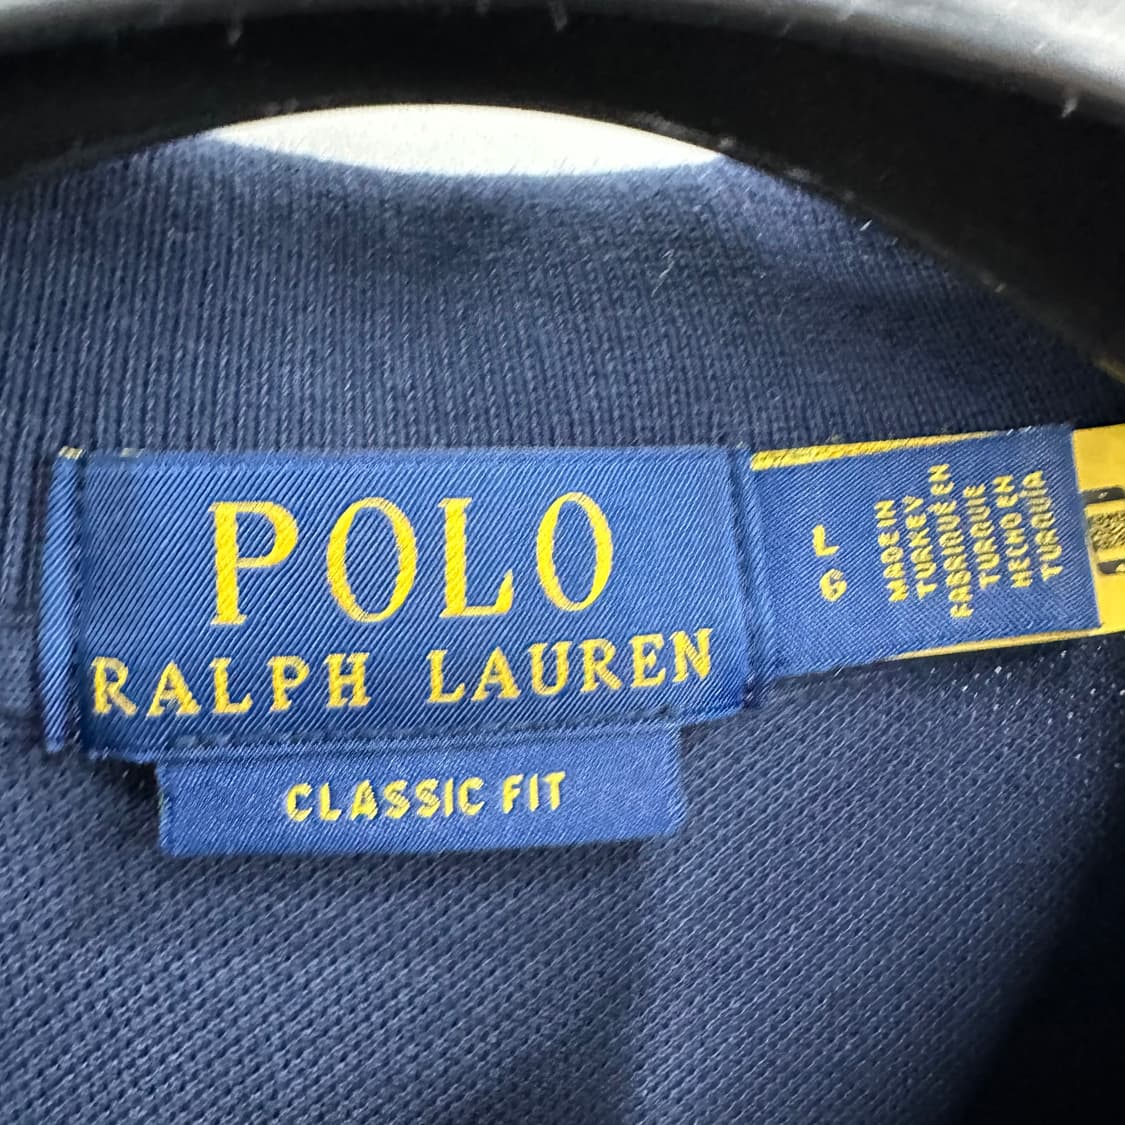 POLO
RALPH LAUREN
CLASSIC FIT
L
G
MADE IN
TURKEY
FABRIQUÉ EN
TURQUIE
HECHO EN
TURQUÍA